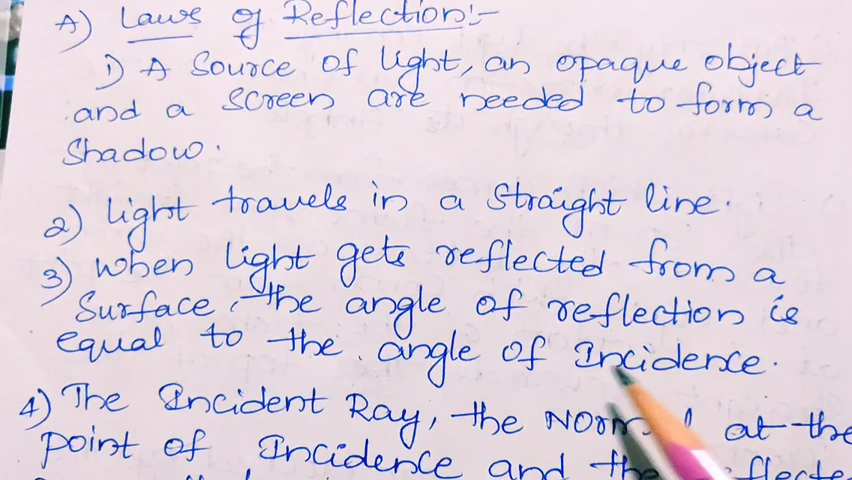 A) Laws of Reflection:-
1) A Source of light, an opaque object
and a screen are needed to form a
Shadow.
2) light travels in a Straight line.
3) When light gets reflected from a
Surface, the angle of reflection is
equal to the angle of Incidence.
4) The Incident Ray, the at the
Point of Incidence and the